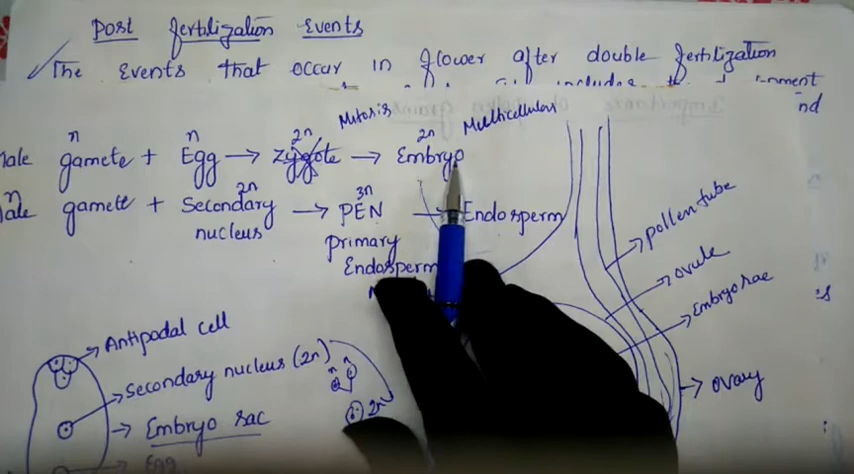 Post fertilization Events
The Events that occur in flower after double fertilization
nd
Mitosis Multicellular
n n 2n 2n
gamete + Egg → zygote → Embryo
n 2n 3n
gamete + Secondary nucleus → PEN → Endosperm
primary
Endosperm
pollen tube
ovule
Embryo sac
ovary
Antipodal cell
Secondary nucleus (2n)
n n
2n
Embryo sac
Egg